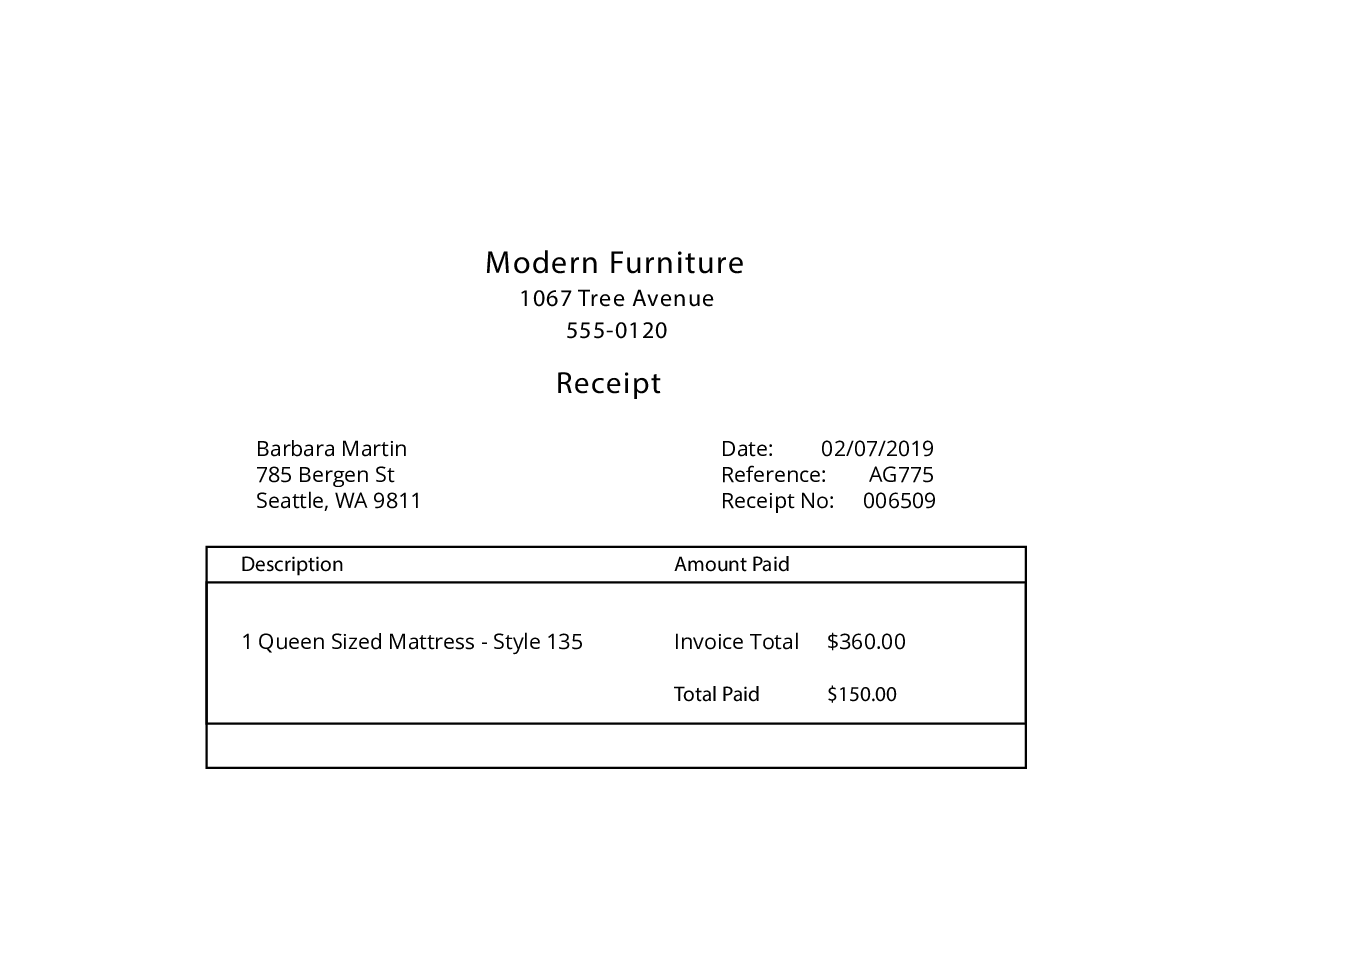 Modern Furniture
1067 Tree Avenue
555-0120
Receipt
Barbara Martin
785 Bergen St
Seattle, WA 9811
Date: 02/07/2019
Reference: AG775
Receipt No: 006509
Description Amount Paid
1 Queen Sized Mattress - Style 135 Invoice Total $360.00
Total Paid $150.00